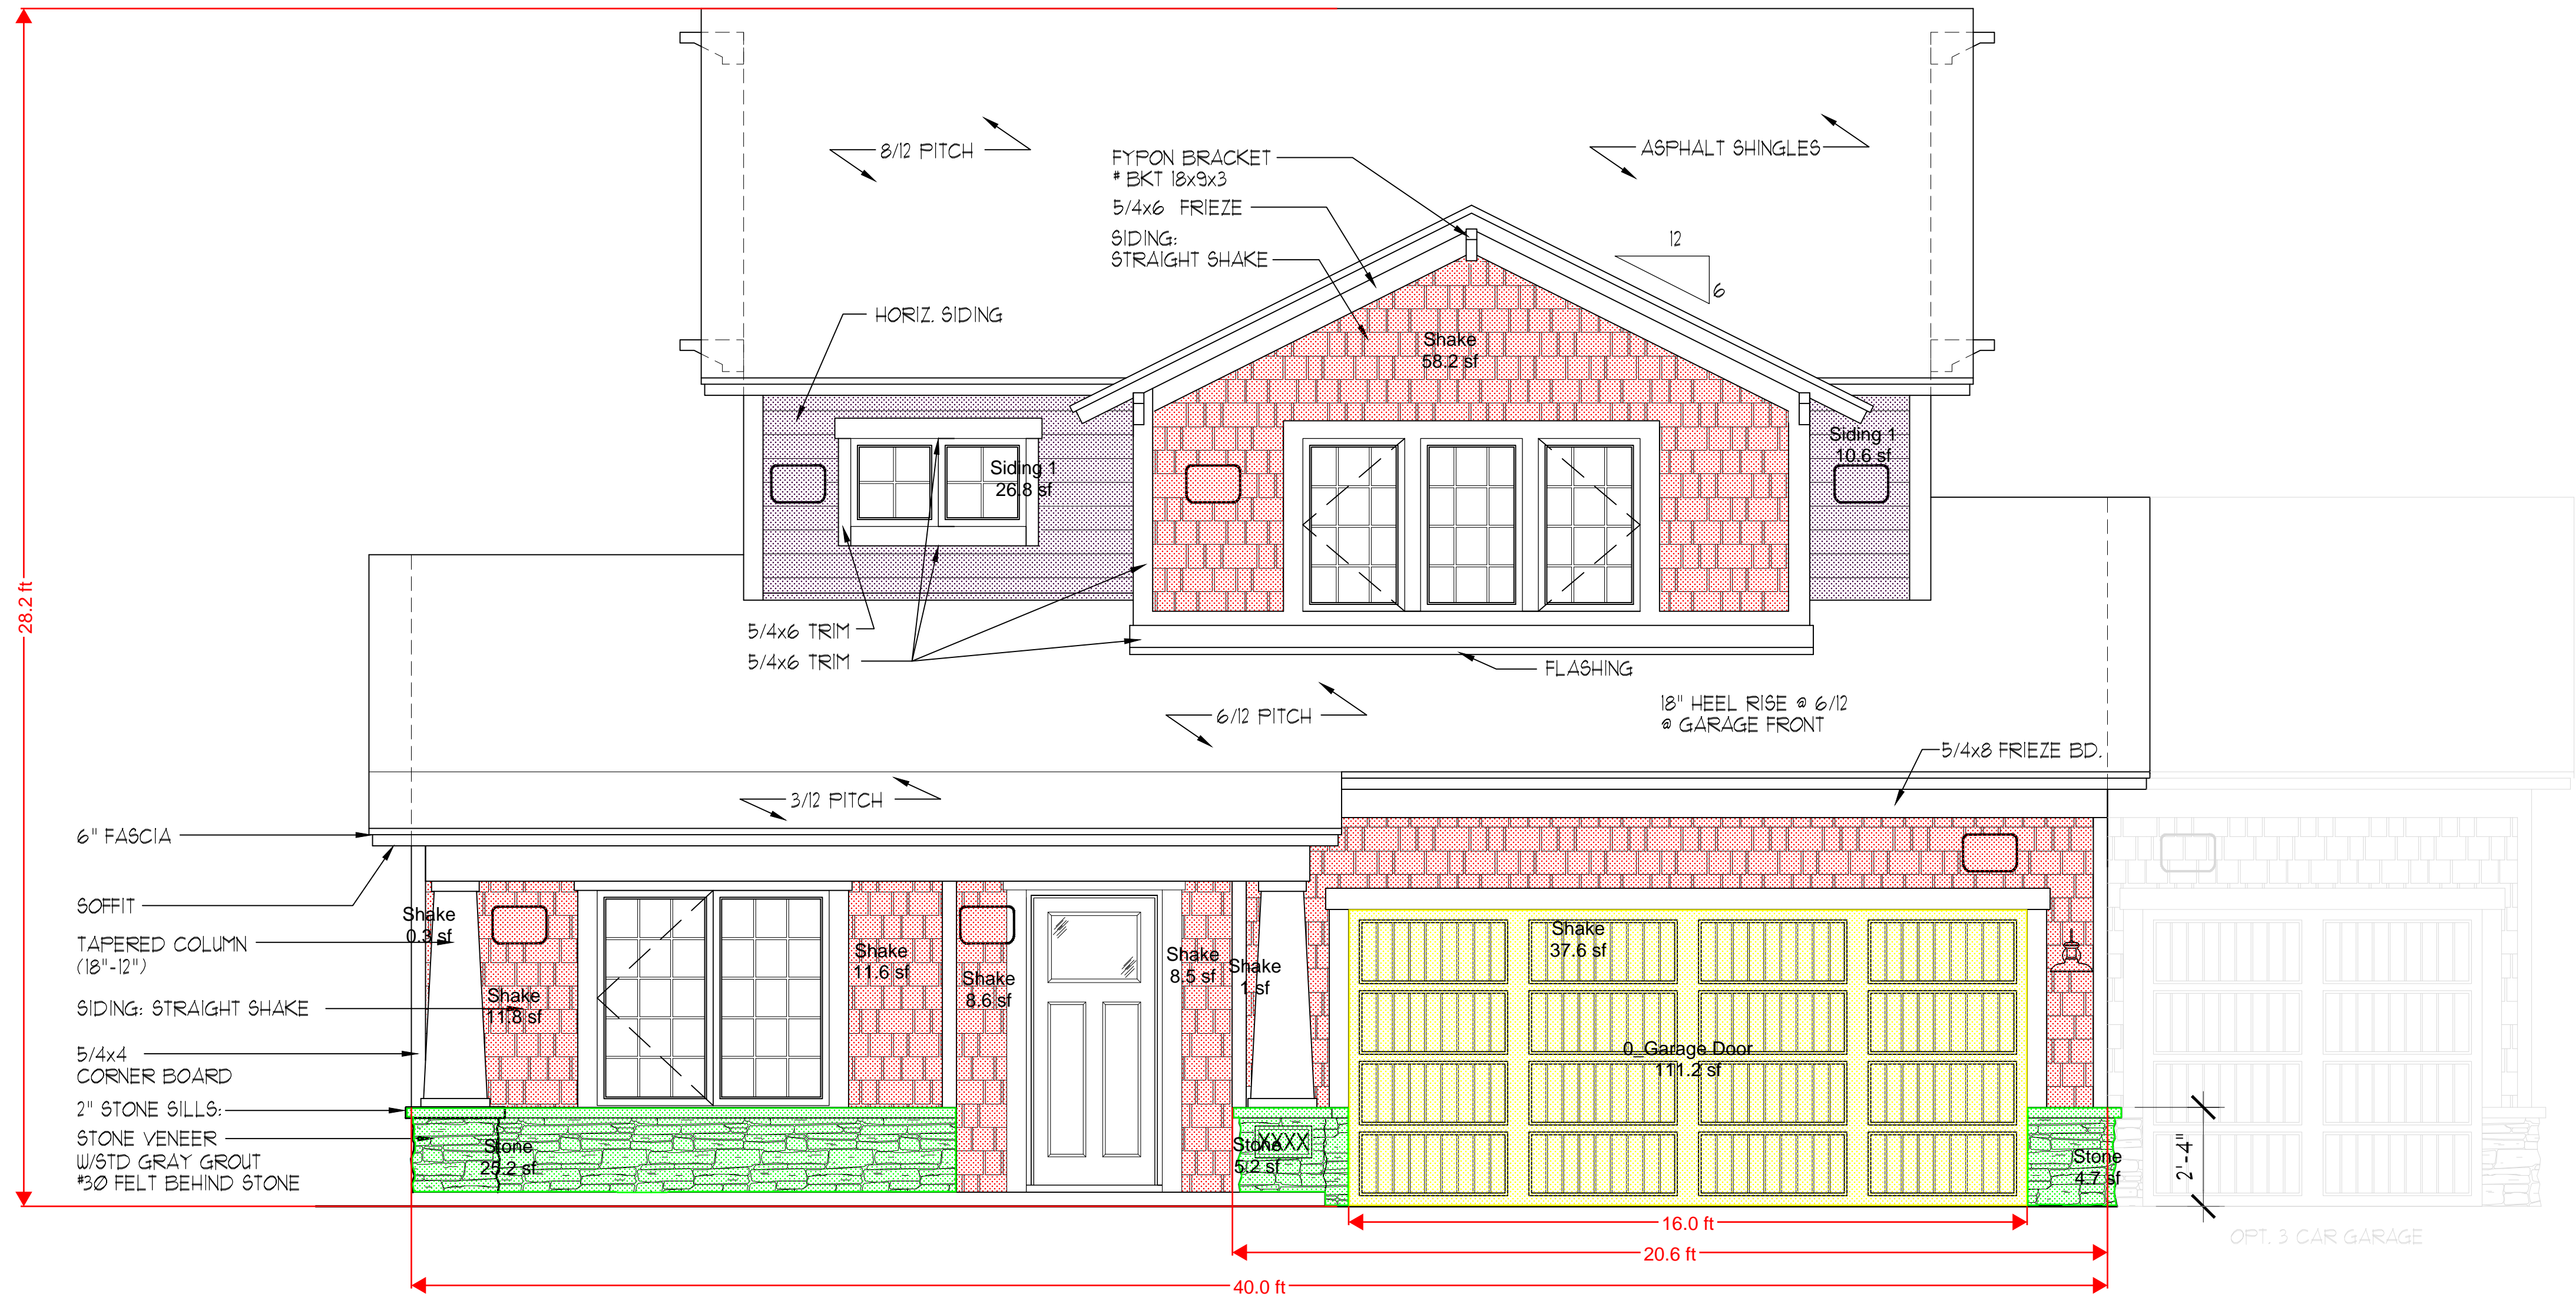 8/12 PITCH
ASPHALT SHINGLES
FYPON BRACKET
# BKT 18x9x3
5/4x6 FRIEZE
SIDING:
STRAIGHT SHAKE
12
6
HORIZ. SIDING
Shake
58.2 sf
Siding 1
26.8 sf
Siding 1
10.6 sf
28.2 ft
5/4x6 TRIM
5/4x6 TRIM
FLASHING
18" HEEL RISE @ 6/12
@ GARAGE FRONT
6/12 PITCH
5/4x8 FRIEZE BD.
3/12 PITCH
6" FASCIA
SOFFIT
TAPERED COLUMN
(18"-12")
SIDING: STRAIGHT SHAKE
5/4x4
CORNER BOARD
2" STONE SILLS:
STONE VENEER
W/STD GRAY GROUT
#30 FELT BEHIND STONE
Shake
0.3 sf
Shake
11.8 sf
Shake
11.6 sf
Shake
8.6 sf
Shake
8.5 sf
Shake
1 sf
Shake
37.6 sf
0_Garage Door
111.2 sf
Stone
25.2 sf
XXXX
Stone
5.2 sf
Stone
4.7 sf
2'-4"
16.0 ft
20.6 ft
40.0 ft
OPT. 3 CAR GARAGE